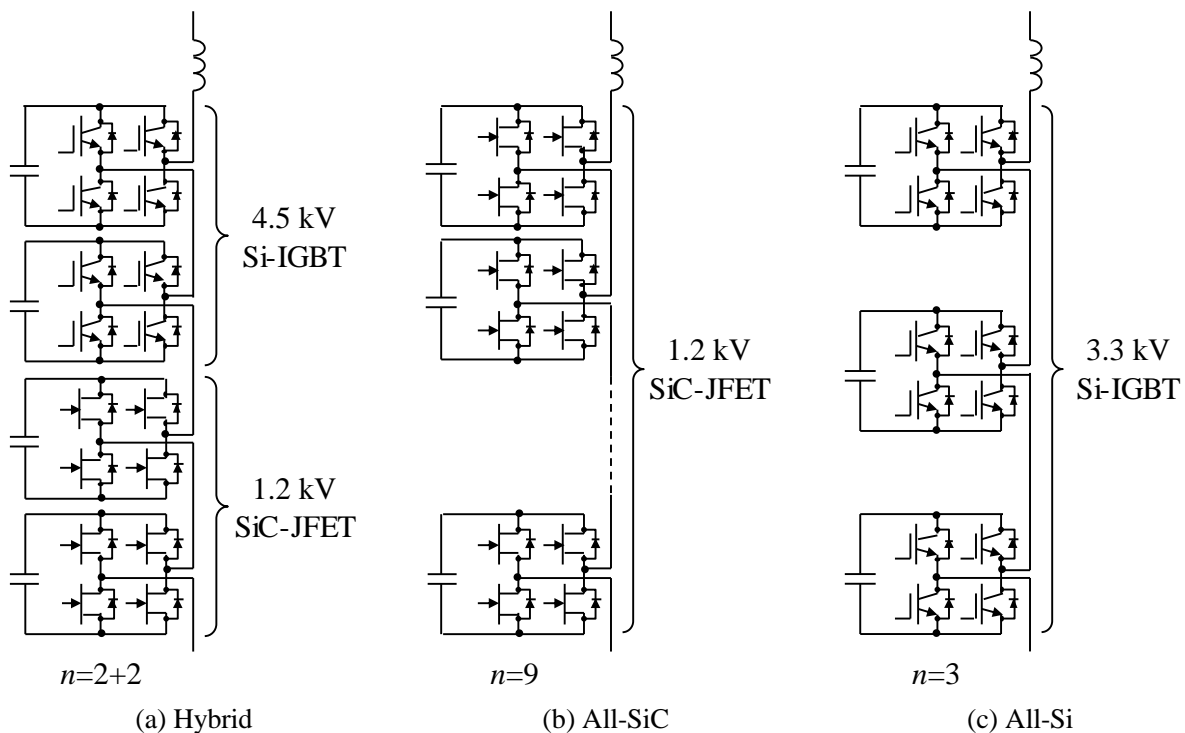 4.5 kV
Si-IGBT
1.2 kV
SiC-JFET
n=2+2
(a) Hybrid
1.2 kV
SiC-JFET
n=9
(b) All-SiC
3.3 kV
Si-IGBT
n=3
(c) All-Si